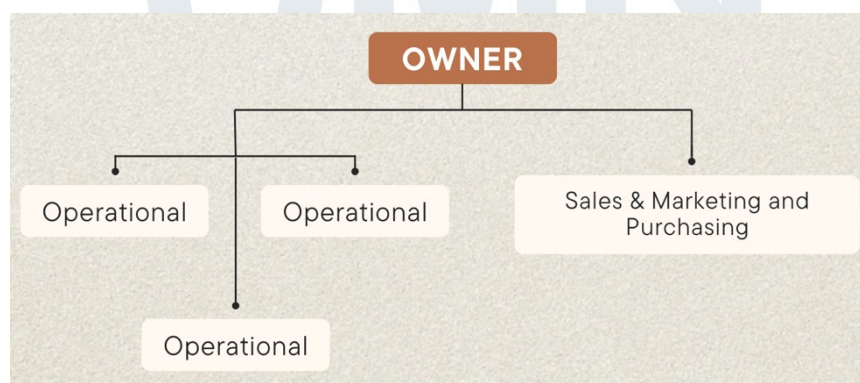 OWNER
Operational
Operational
Sales & Marketing and
Purchasing
Operational